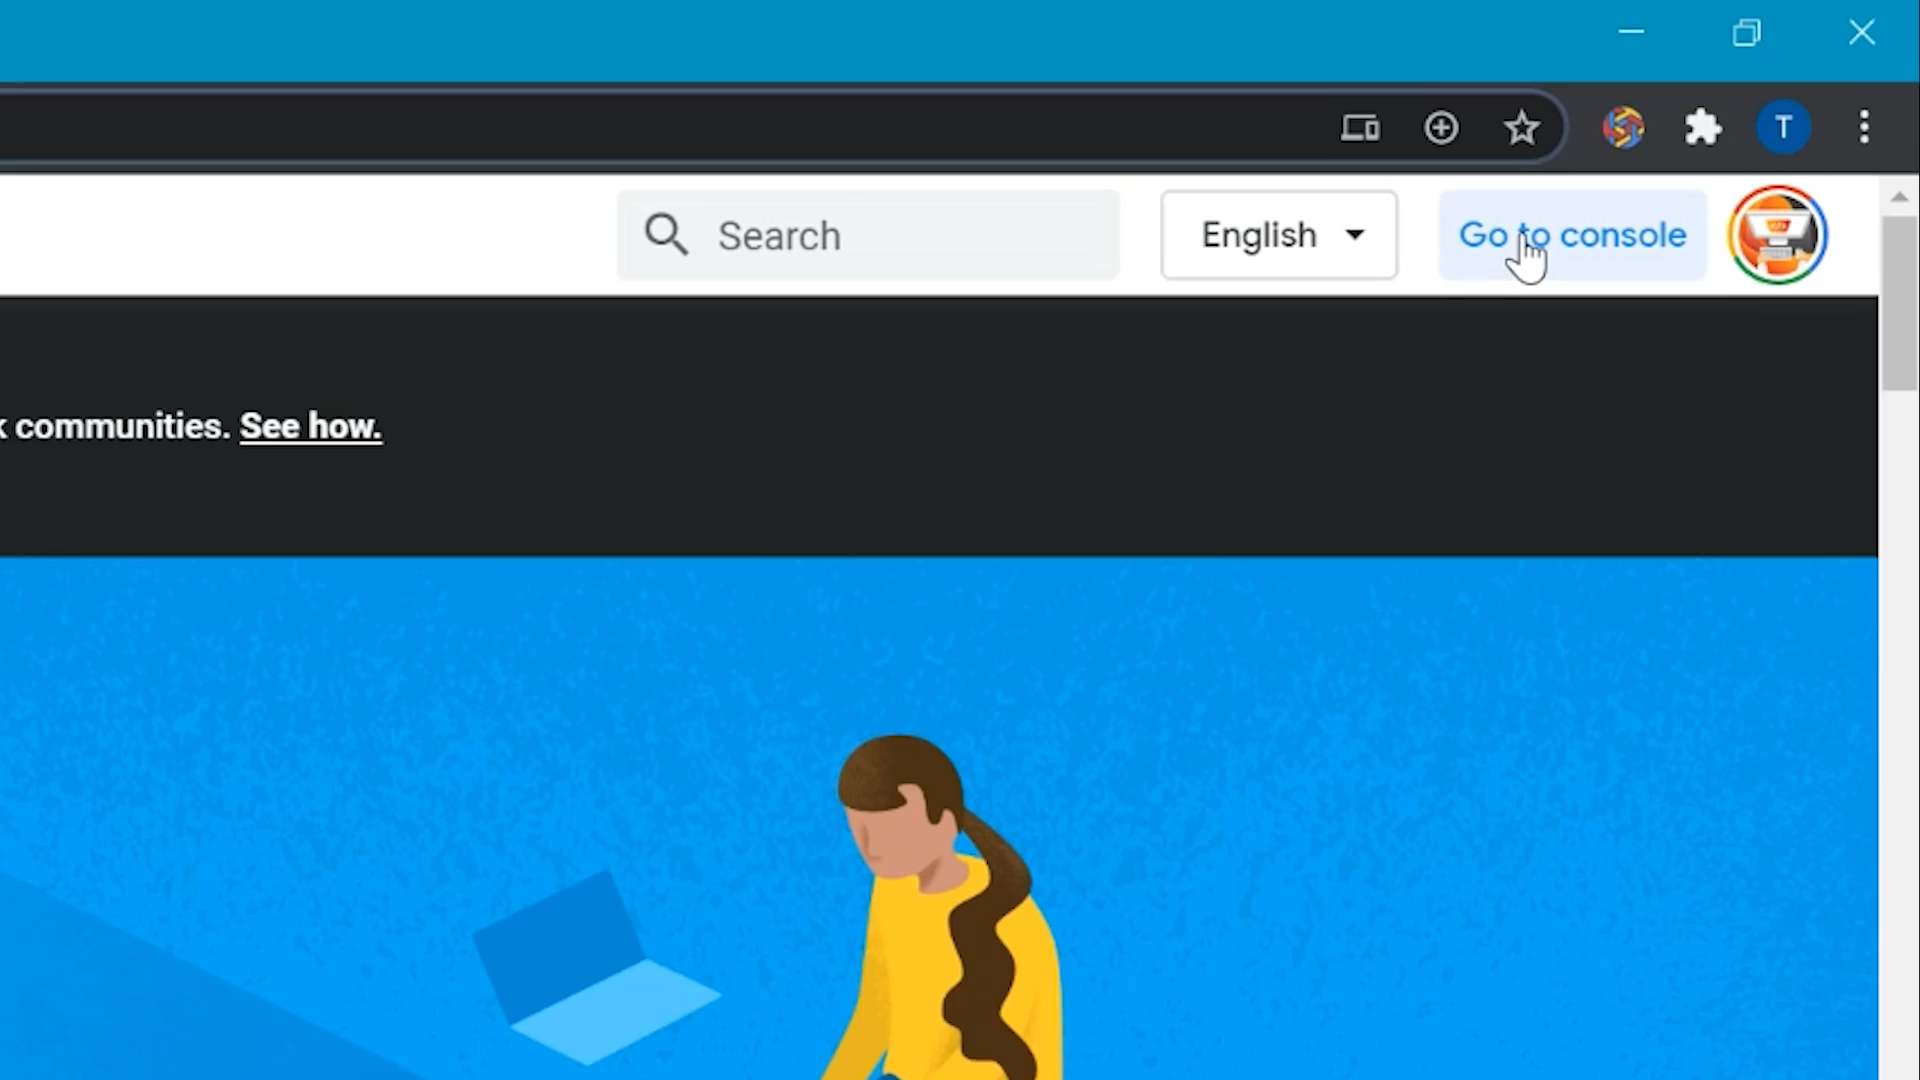 T
Search
English
Go to console
communities. See how.